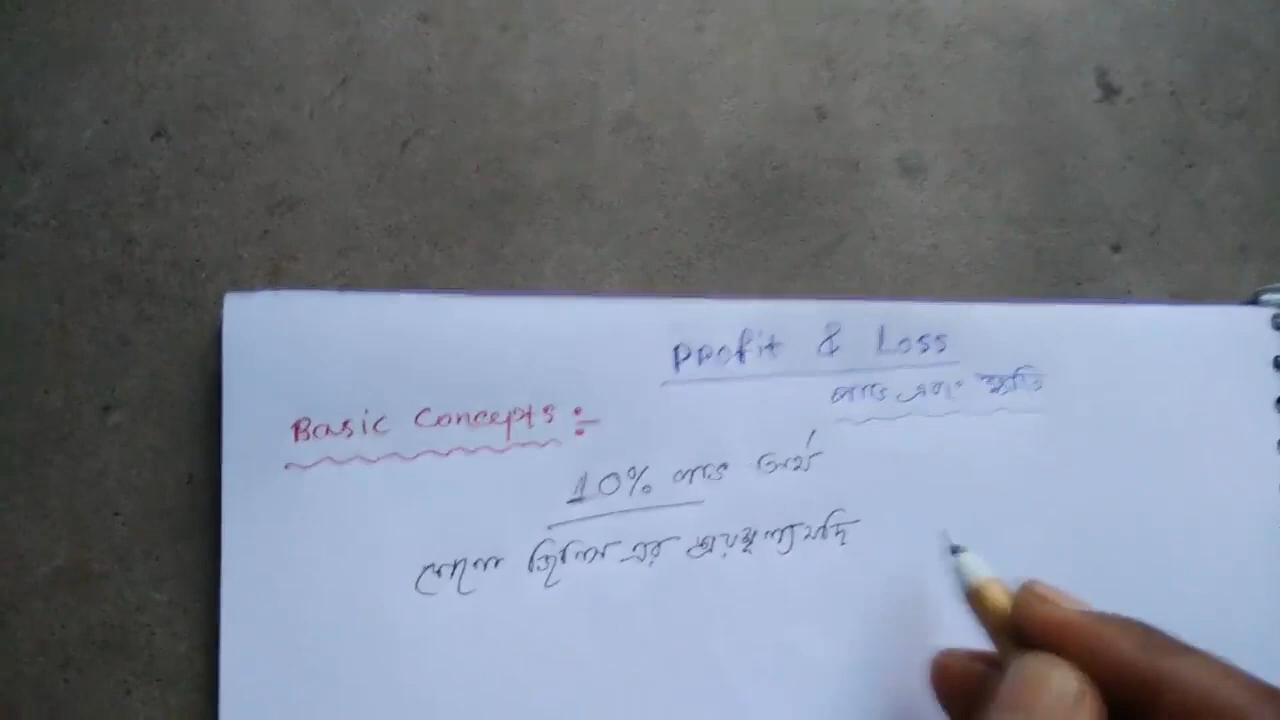 Profit & Loss
লাভ এবং ক্ষতি
Basic Concepts :-
10% লাভ অর্থ
কোনো জিনিস এর ক্রয়মূল্য যদি